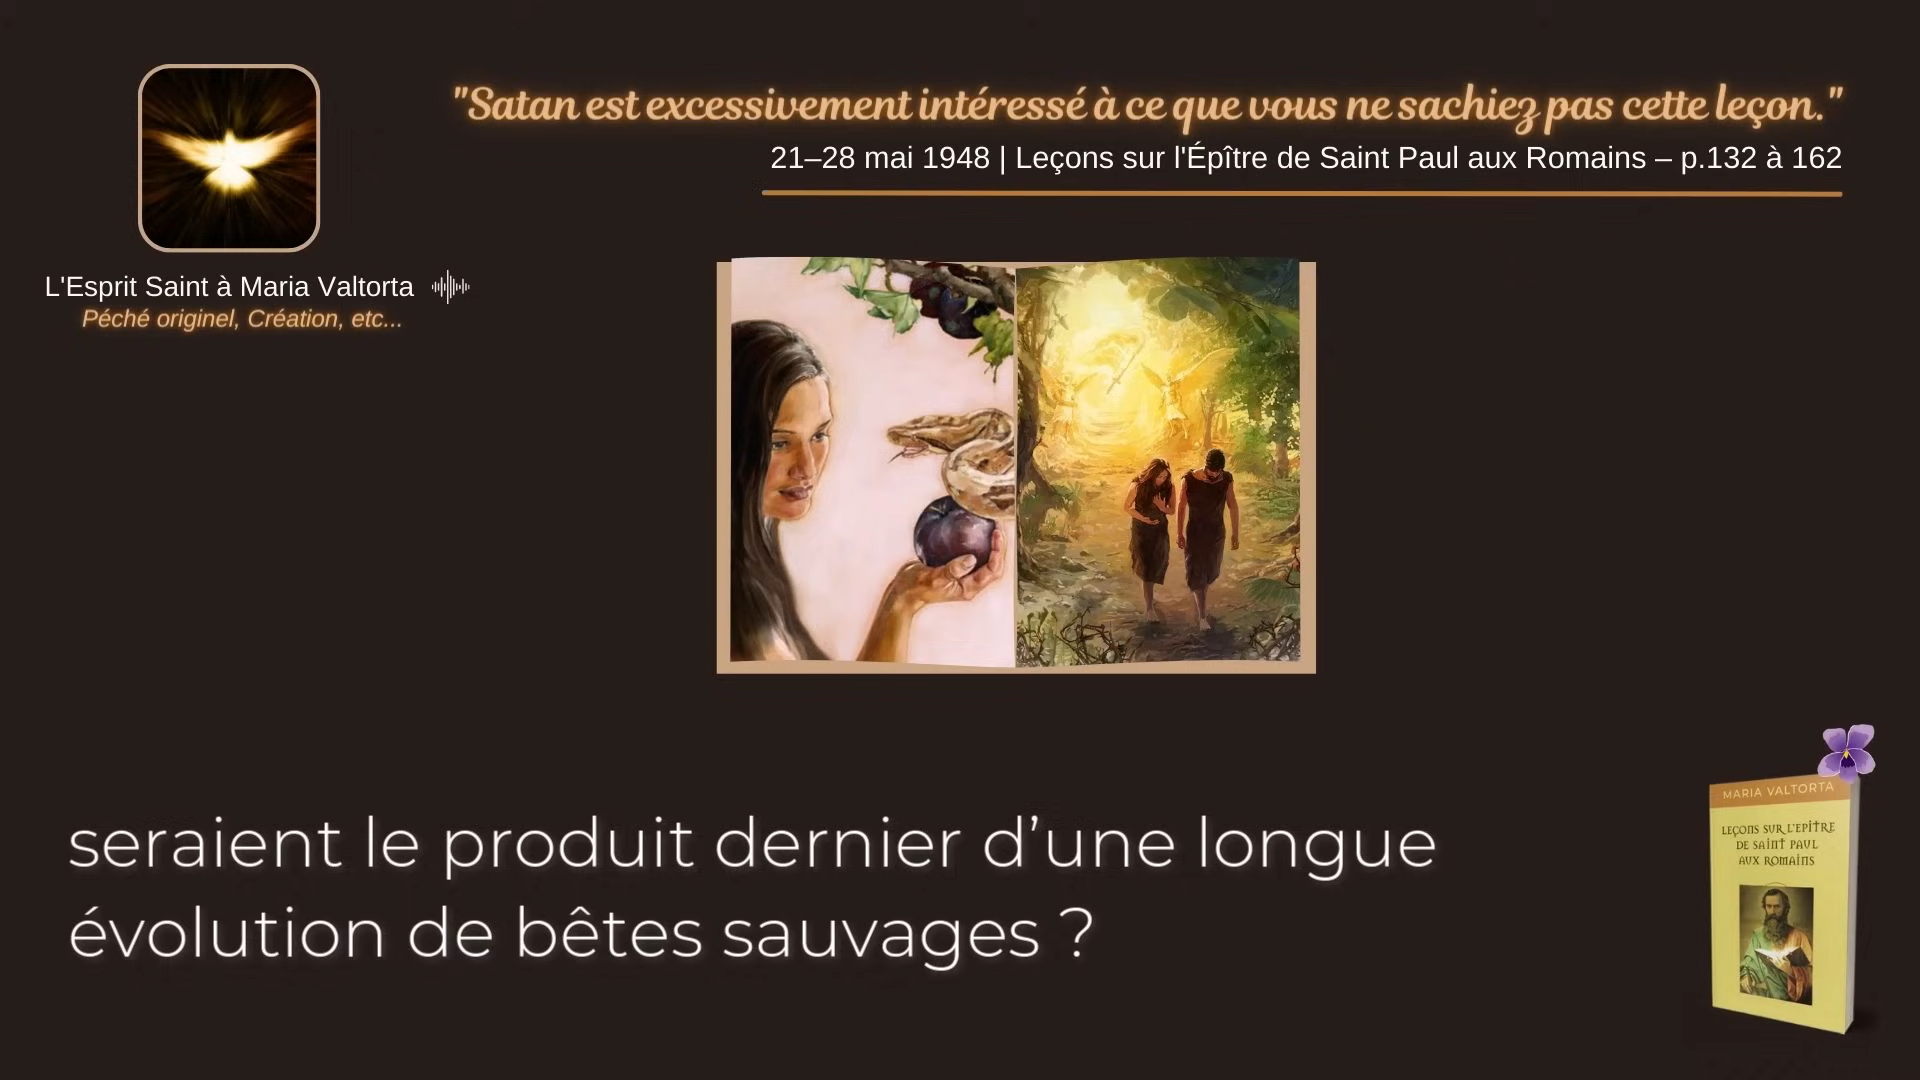 "Satan est excessivement intéressé à ce que vous ne sachiez pas cette leçon."
21–28 mai 1948 | Leçons sur l'Épître de Saint Paul aux Romains – p.132 à 162
L'Esprit Saint à Maria Valtorta
Péché originel, Création, etc...
seraient le produit dernier d’une longue
évolution de bêtes sauvages ?
MARIA VALTORTA
LEÇONS SUR L'EPÎTRE
DE SAINT PAUL
AUX ROMAINS